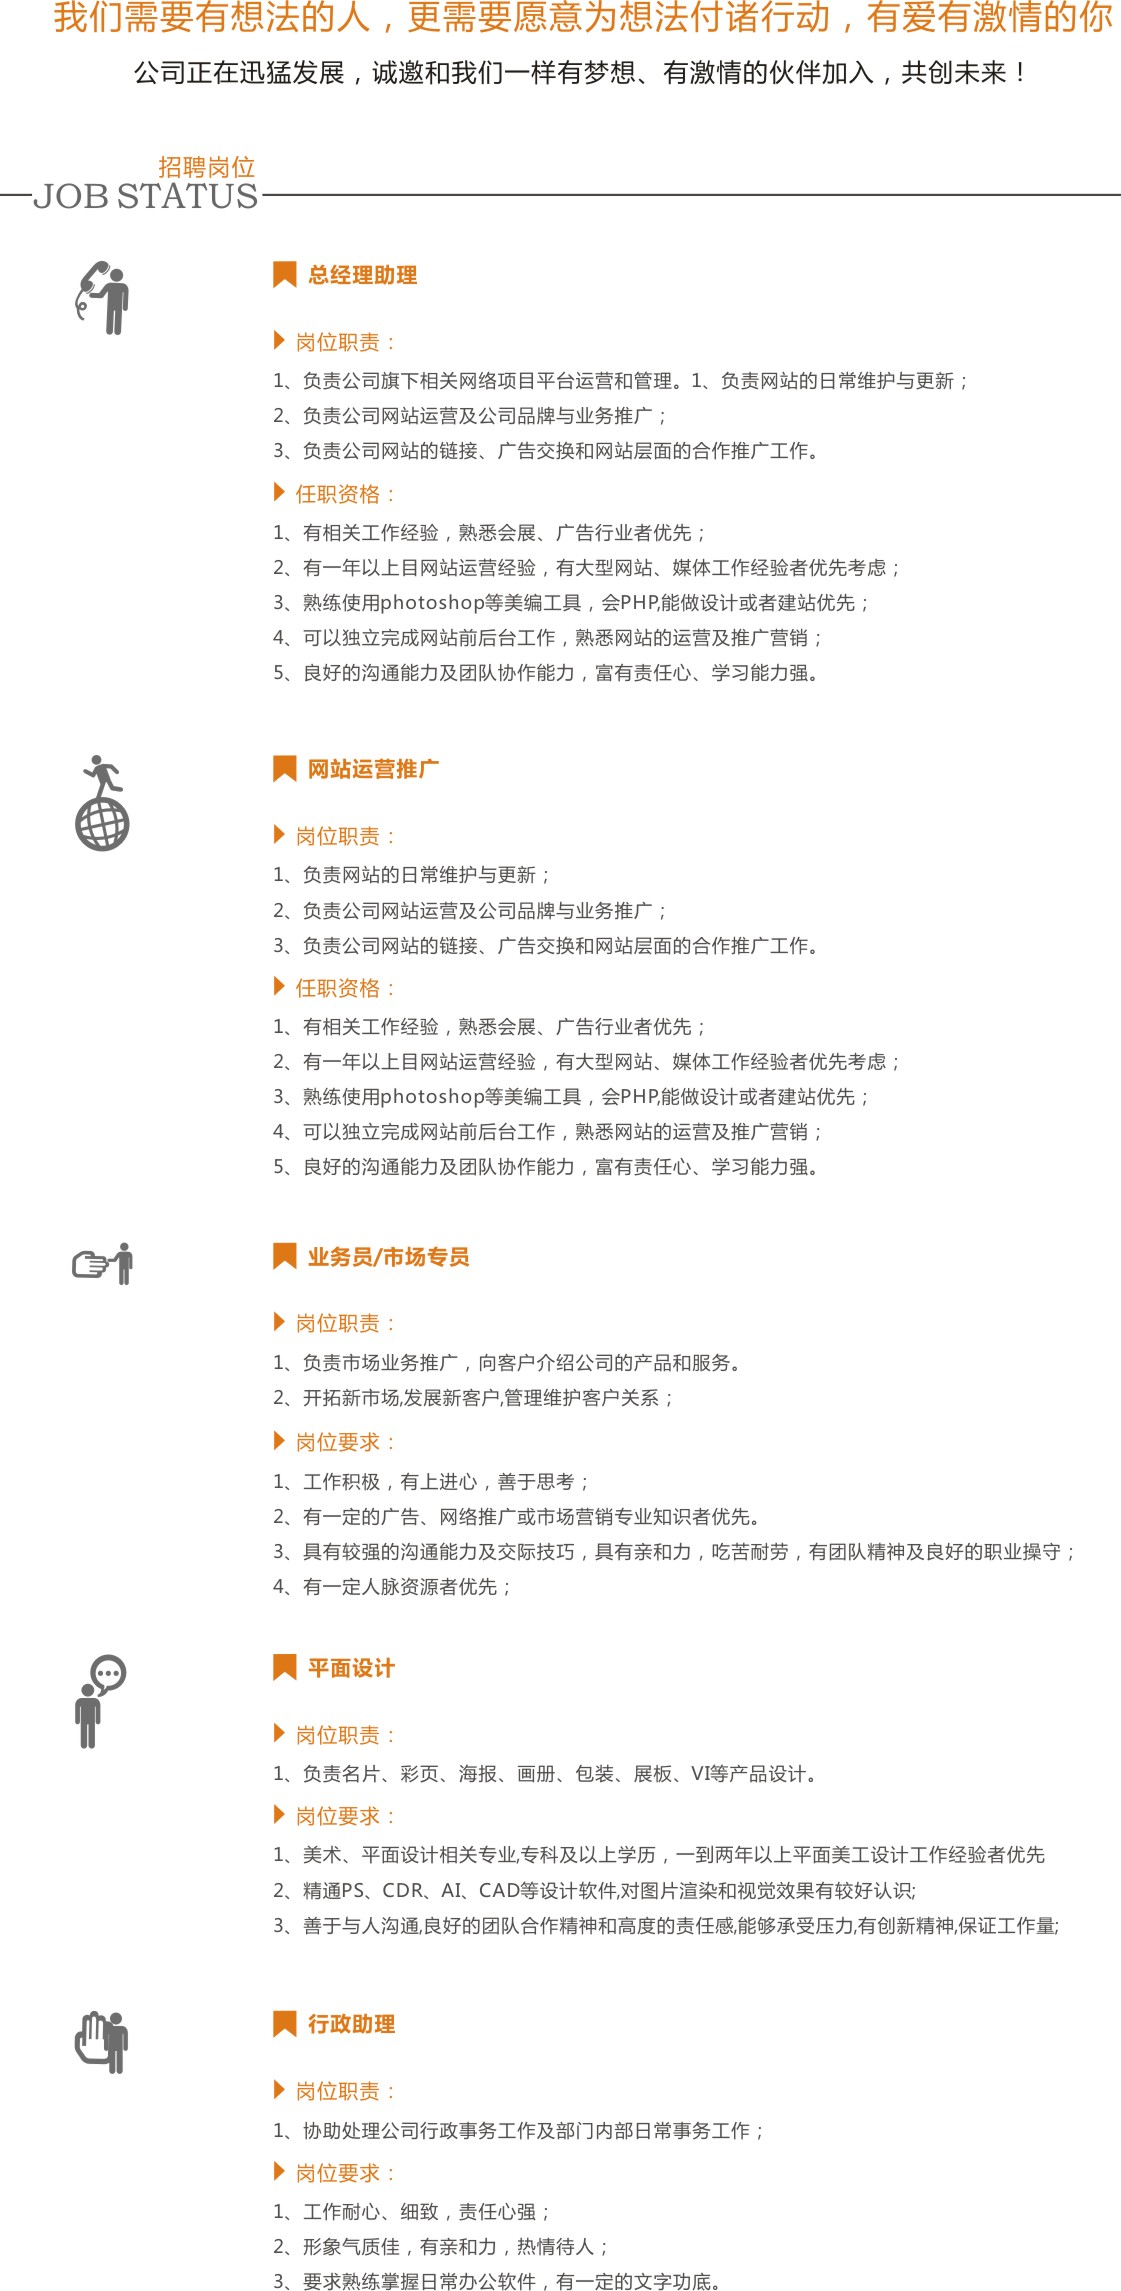 我们需要有想法的人，更需要愿意为想法付诸行动，有爱有激情的你
公司正在迅猛发展，诚邀和我们一样有梦想、有激情的伙伴加入，共创未来！
招聘岗位
JOB STATUS
总经理助理
岗位职责：
1、负责公司旗下相关网络项目平台运营和管理。1、负责网站的日常维护与更新；
2、负责公司网站运营及公司品牌与业务推广；
3、负责公司网站的链接、广告交换和网站层面的合作推广工作。
任职资格：
1、有相关工作经验，熟悉会展、广告行业者优先；
2、有一年以上目网站运营经验，有大型网站、媒体工作经验者优先考虑；
3、熟练使用photoshop等美编工具，会PHP,能做设计或者建站优先；
4、可以独立完成网站前后台工作，熟悉网站的运营及推广营销；
5、良好的沟通能力及团队协作能力，富有责任心、学习能力强。
网站运营推广
岗位职责：
1、负责网站的日常维护与更新；
2、负责公司网站运营及公司品牌与业务推广；
3、负责公司网站的链接、广告交换和网站层面的合作推广工作。
任职资格：
1、有相关工作经验，熟悉会展、广告行业者优先；
2、有一年以上目网站运营经验，有大型网站、媒体工作经验者优先考虑；
3、熟练使用photoshop等美编工具，会PHP,能做设计或者建站优先；
4、可以独立完成网站前后台工作，熟悉网站的运营及推广营销；
5、良好的沟通能力及团队协作能力，富有责任心、学习能力强。
业务员/市场专员
岗位职责：
1、负责市场业务推广，向客户介绍公司的产品和服务。
2、开拓新市场,发展新客户,管理维护客户关系；
岗位要求：
1、工作积极，有上进心，善于思考；
2、有一定的广告、网络推广或市场营销专业知识者优先。
3、具有较强的沟通能力及交际技巧，具有亲和力，吃苦耐劳，有团队精神及良好的职业操守；
4、有一定人脉资源者优先；
平面设计
岗位职责：
1、负责名片、彩页、海报、画册、包装、展板、VI等产品设计。
岗位要求：
1、美术、平面设计相关专业,专科及以上学历，一到两年以上平面美工设计工作经验者优先
2、精通PS、CDR、AI、CAD等设计软件,对图片渲染和视觉效果有较好认识;
3、善于与人沟通,良好的团队合作精神和高度的责任感,能够承受压力,有创新精神,保证工作量;
行政助理
岗位职责：
1、协助处理公司行政事务工作及部门内部日常事务工作；
岗位要求：
1、工作耐心、细致，责任心强；
2、形象气质佳，有亲和力，热情待人；
3、要求熟练掌握日常办公软件，有一定的文字功底。